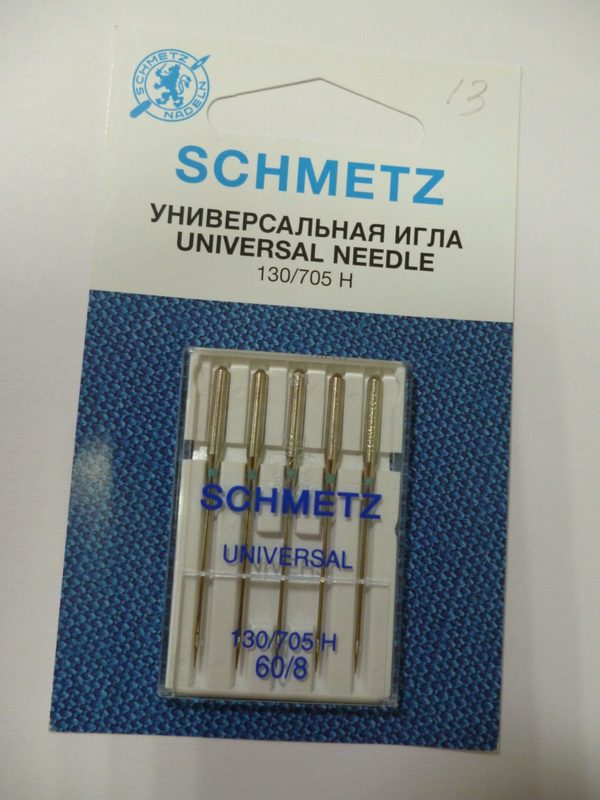 SCHMETZ
NADELN
13
SCHMETZ
УНИВЕРСАЛЬНАЯ ИГЛА
UNIVERSAL NEEDLE
130/705 H
SCHMETZ
UNIVERSAL
130/705 H
60/8